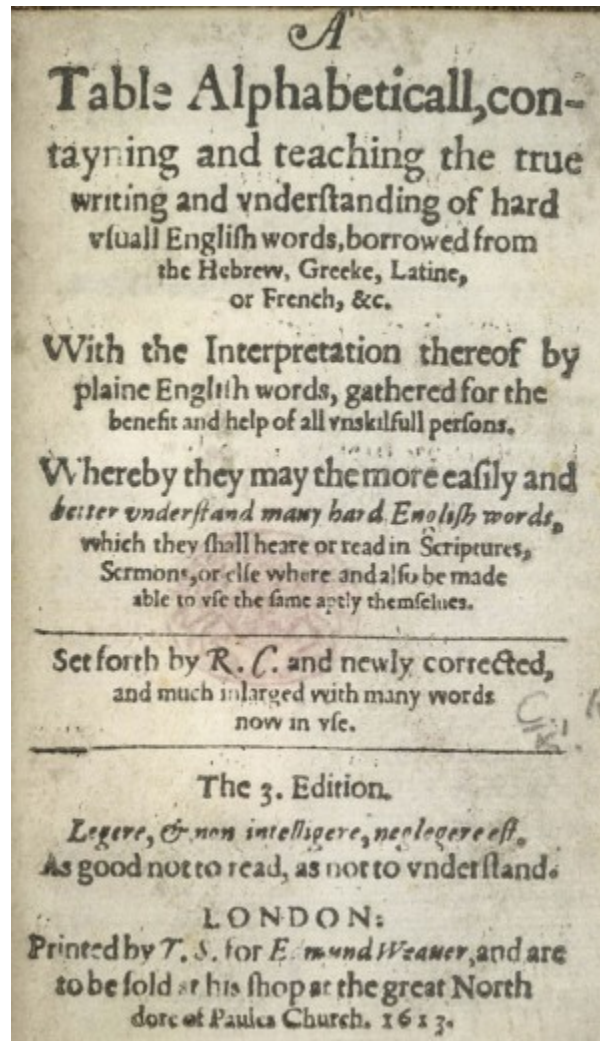 A
Table Alphabeticall, con-
tayning and teaching the true
writing and vnderſtanding of hard
vſuall Engliſh words, borrowed from
the Hebrew, Greeke, Latine,
or French, &c.
With the Interpretation thereof by
plaine Engliſh words, gathered for the
benefit and help of all vnskilfull perſons.
Whereby they may the more eaſily and
better vnderſtand many hard Engliſh words,
which they ſhall heare or read in Scriptures,
Sermons, or elſe where and alſo be made
able to vſe the ſame aptly themſelues.
Set forth by R. C. and newly corrected,
and much inlarged with many words
now in vſe.
The 3. Edition.
Legere, & non intelligere, neglegere eſt.
As good not to read, as not to vnderſtand.
LONDON:
Printed by T. S. for Edmund Weauer, and are
to be ſold at his ſhop at the great North
dore of Paules Church. 1613.